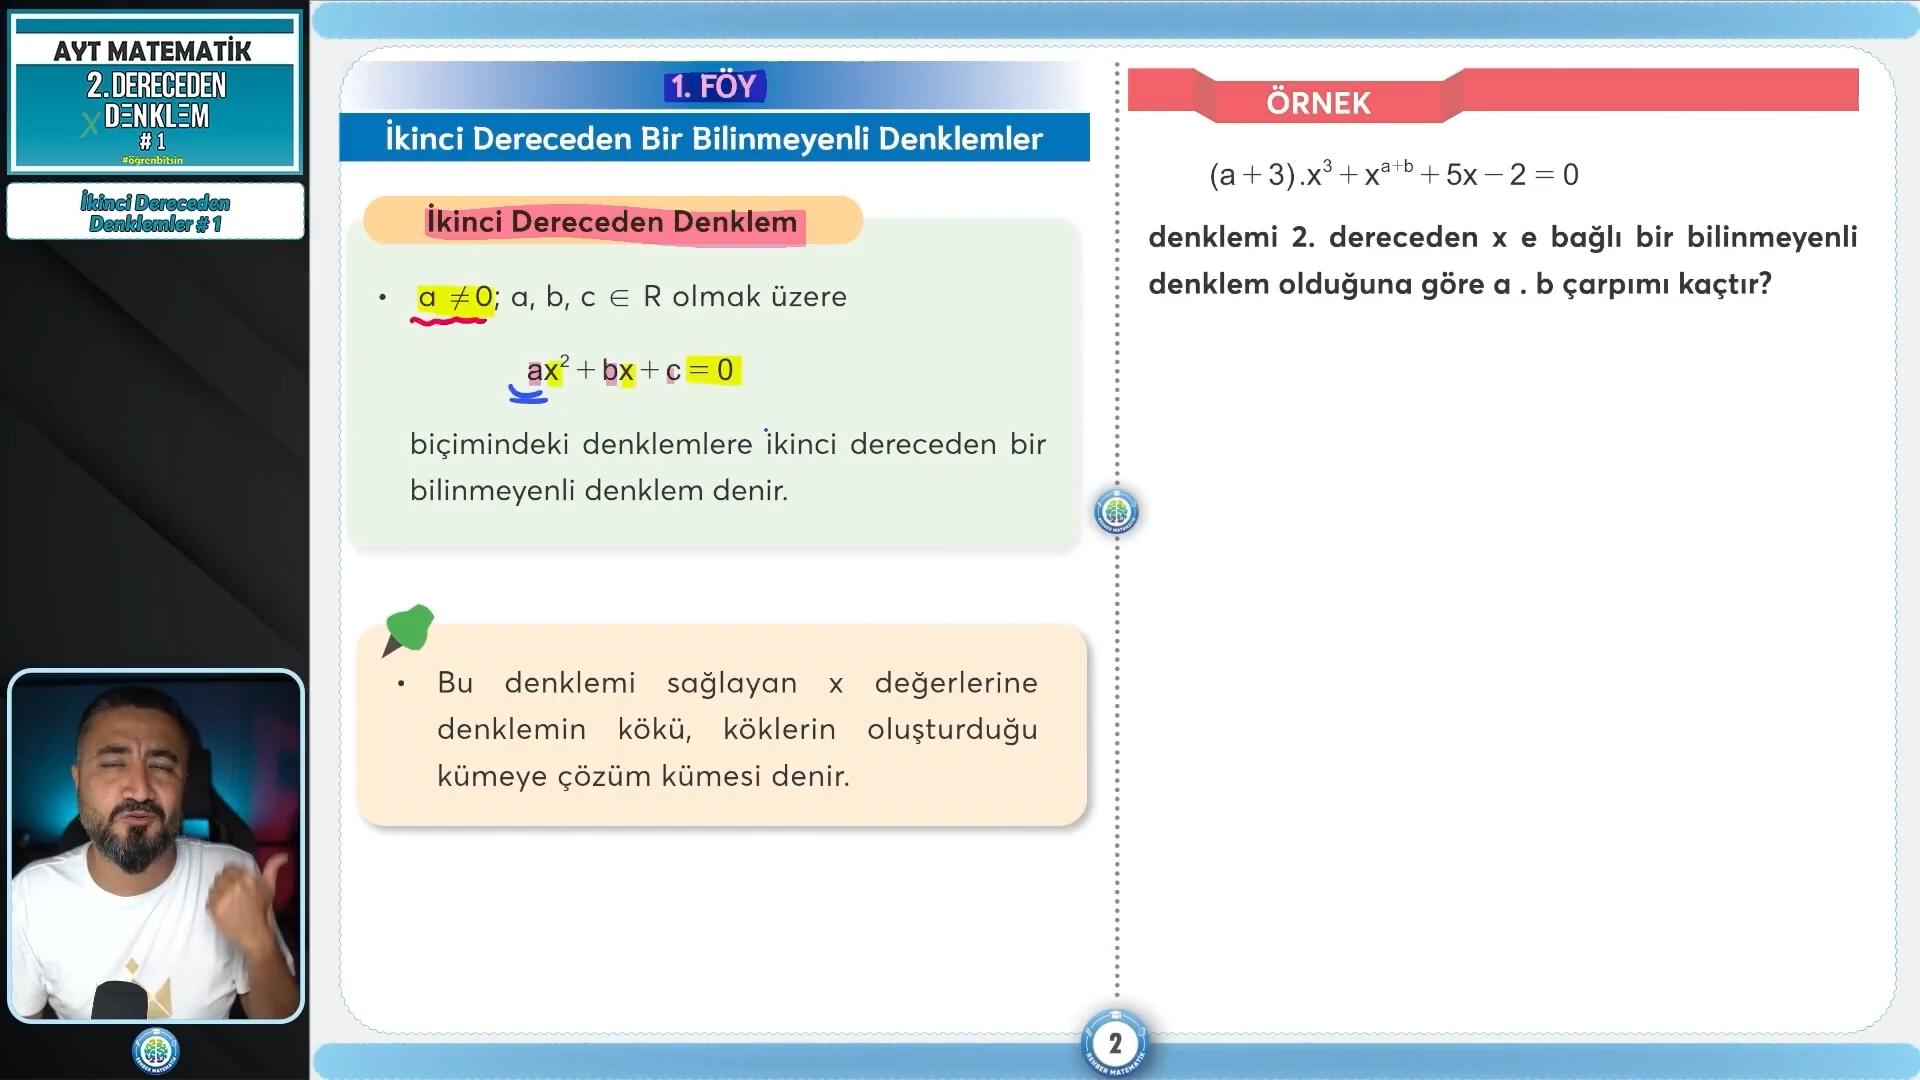 AYT MATEMATİK
2. DERECEDEN
DENKLEM
# 1
#öğrenbitsin
İkinci Dereceden
Denklemler # 1
1. FÖY
İkinci Dereceden Bir Bilinmeyenli Denklemler
İkinci Dereceden Denklem
• a ≠ 0; a, b, c ∈ R olmak üzere
ax² + bx + c = 0
biçimindeki denklemlere ikinci dereceden bir
bilinmeyenli denklem denir.
• Bu denklemi sağlayan x değerlerine
denklemin kökü, köklerin oluşturduğu
kümeye çözüm kümesi denir.
ÖRNEK
(a + 3).x³ + xᵃ⁺ᵇ + 5x − 2 = 0
denklemi 2. dereceden x e bağlı bir bilinmeyenli
denklem olduğuna göre a . b çarpımı kaçtır?
2
REHBER MATEMATİK